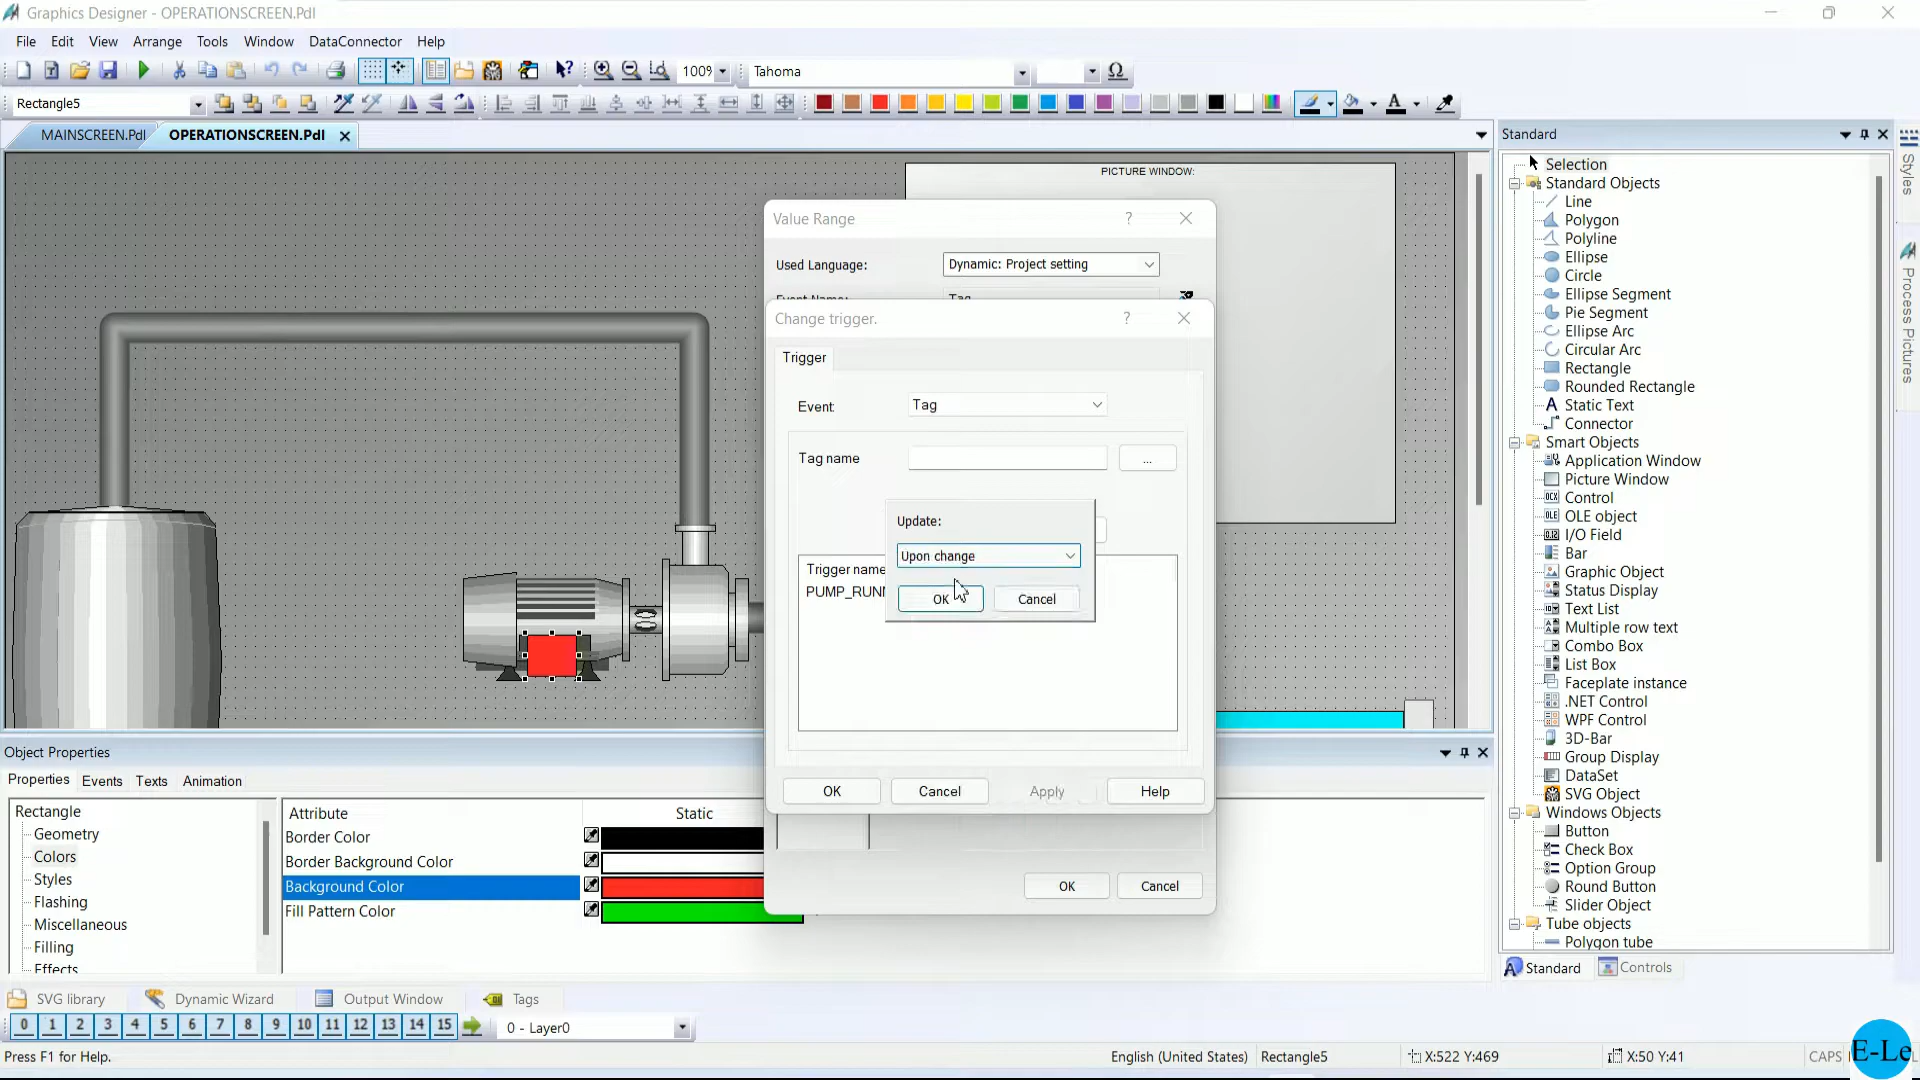 Graphics Designer - OPERATIONSCREEN.Pdl
File Edit View Arrange Tools Window DataConnector Help
100% Tahoma Ω
Rectangle5
MAINSCREEN.Pdl OPERATIONSCREEN.Pdl
PICTURE WINDOW:
Value Range ?
Used Language: Dynamic: Project setting
Event Name: Tag
Change trigger. ?
Trigger
Event Tag
Tag name ...
Update:
Upon change
Trigger name
PUMP_RUNN
OK Cancel
OK Cancel Apply Help
OK Cancel
Object Properties
Properties Events Texts Animation
Rectangle
Geometry
Colors
Styles
Flashing
Miscellaneous
Filling
Effects
Attribute Static
Border Color
Border Background Color
Background Color
Fill Pattern Color
Standard
Selection
Standard Objects
Line
Polygon
Polyline
Ellipse
Circle
Ellipse Segment
Pie Segment
Ellipse Arc
Circular Arc
Rectangle
Rounded Rectangle
Static Text
Connector
Smart Objects
Application Window
Picture Window
Control
OLE object
I/O Field
Bar
Graphic Object
Status Display
Text List
Multiple row text
Combo Box
List Box
Faceplate instance
.NET Control
WPF Control
3D-Bar
Group Display
DataSet
SVG Object
Windows Objects
Button
Check Box
Option Group
Round Button
Slider Object
Tube objects
Polygon tube
Standard Controls
Styles
Process Pictures
SVG library Dynamic Wizard Output Window Tags
0 1 2 3 4 5 6 7 8 9 10 11 12 13 14 15 0 - Layer0
Press F1 for Help. English (United States) Rectangle5 X:522 Y:469 X:50 Y:41 CAPS
E-Le